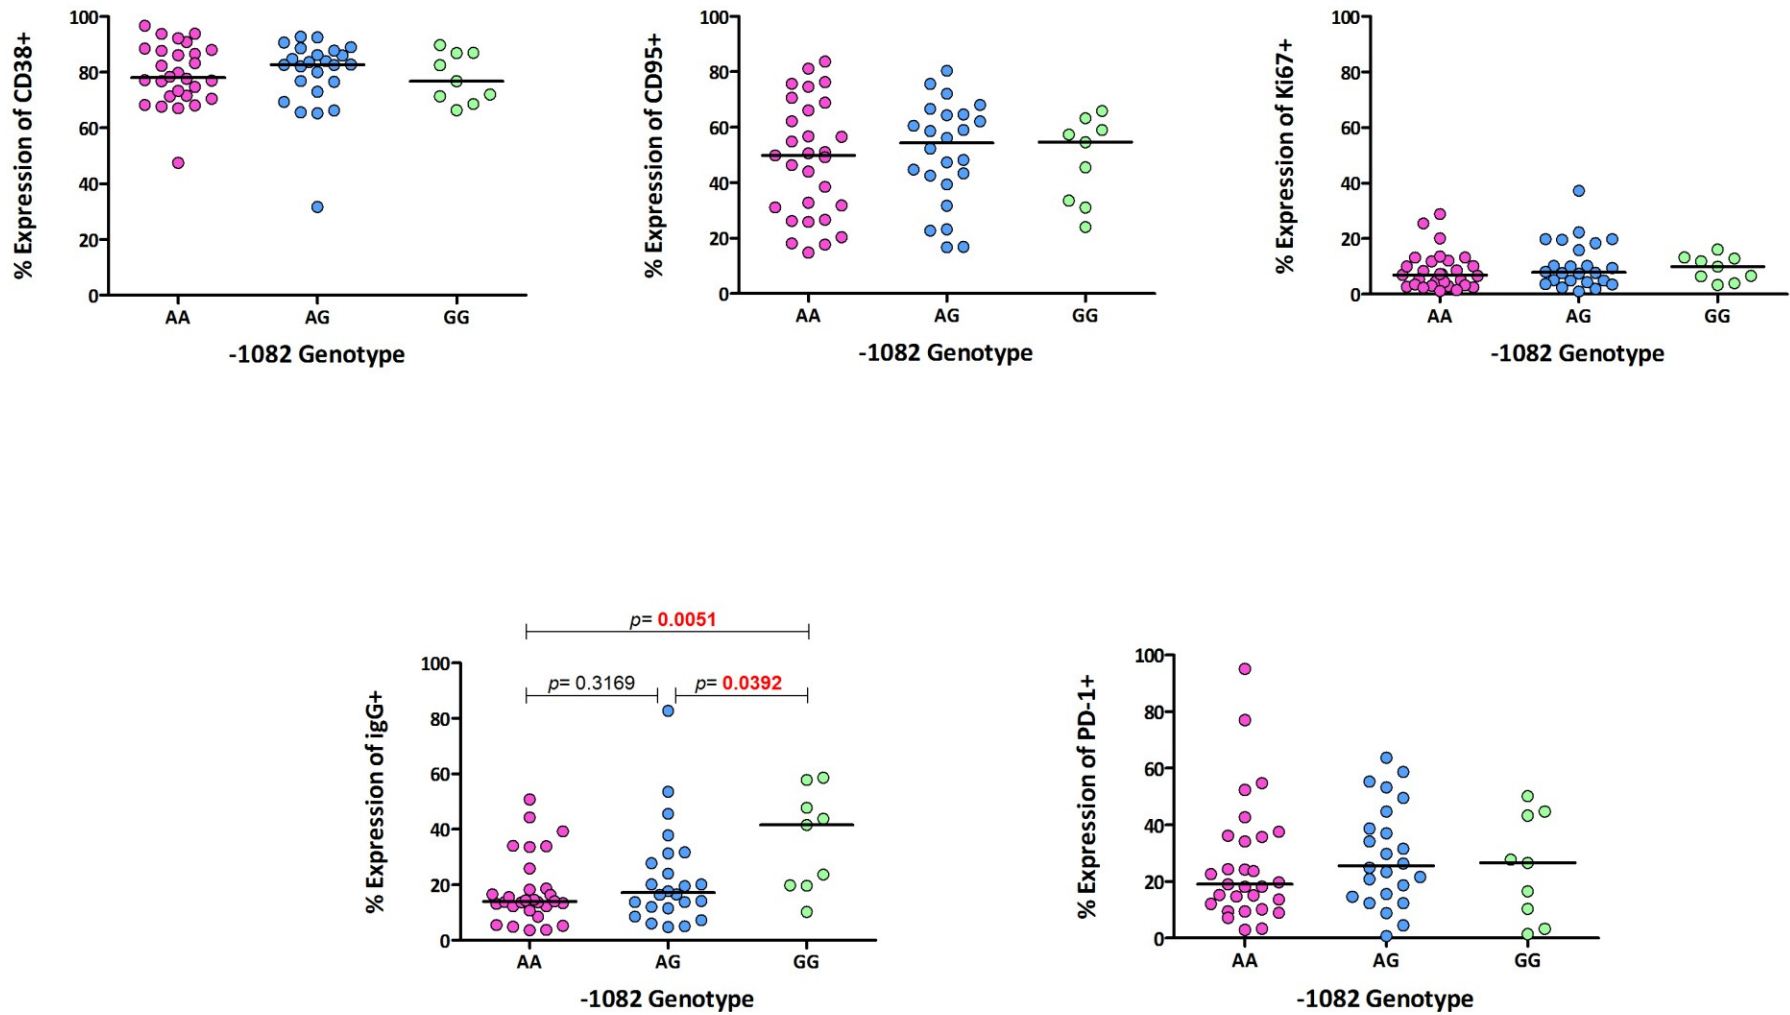 % Expression of CD38+
100
80
60
40
20
0
AA AG GG
-1082 Genotype
% Expression of CD95+
100
80
60
40
20
0
AA AG GG
-1082 Genotype
% Expression of Ki67+
100
80
60
40
20
0
AA AG GG
-1082 Genotype
% Expression of igG+
p= 0.0051
p= 0.3169 p= 0.0392
100
80
60
40
20
0
AA AG GG
-1082 Genotype
% Expression of PD-1+
100
80
60
40
20
0
AA AG GG
-1082 Genotype